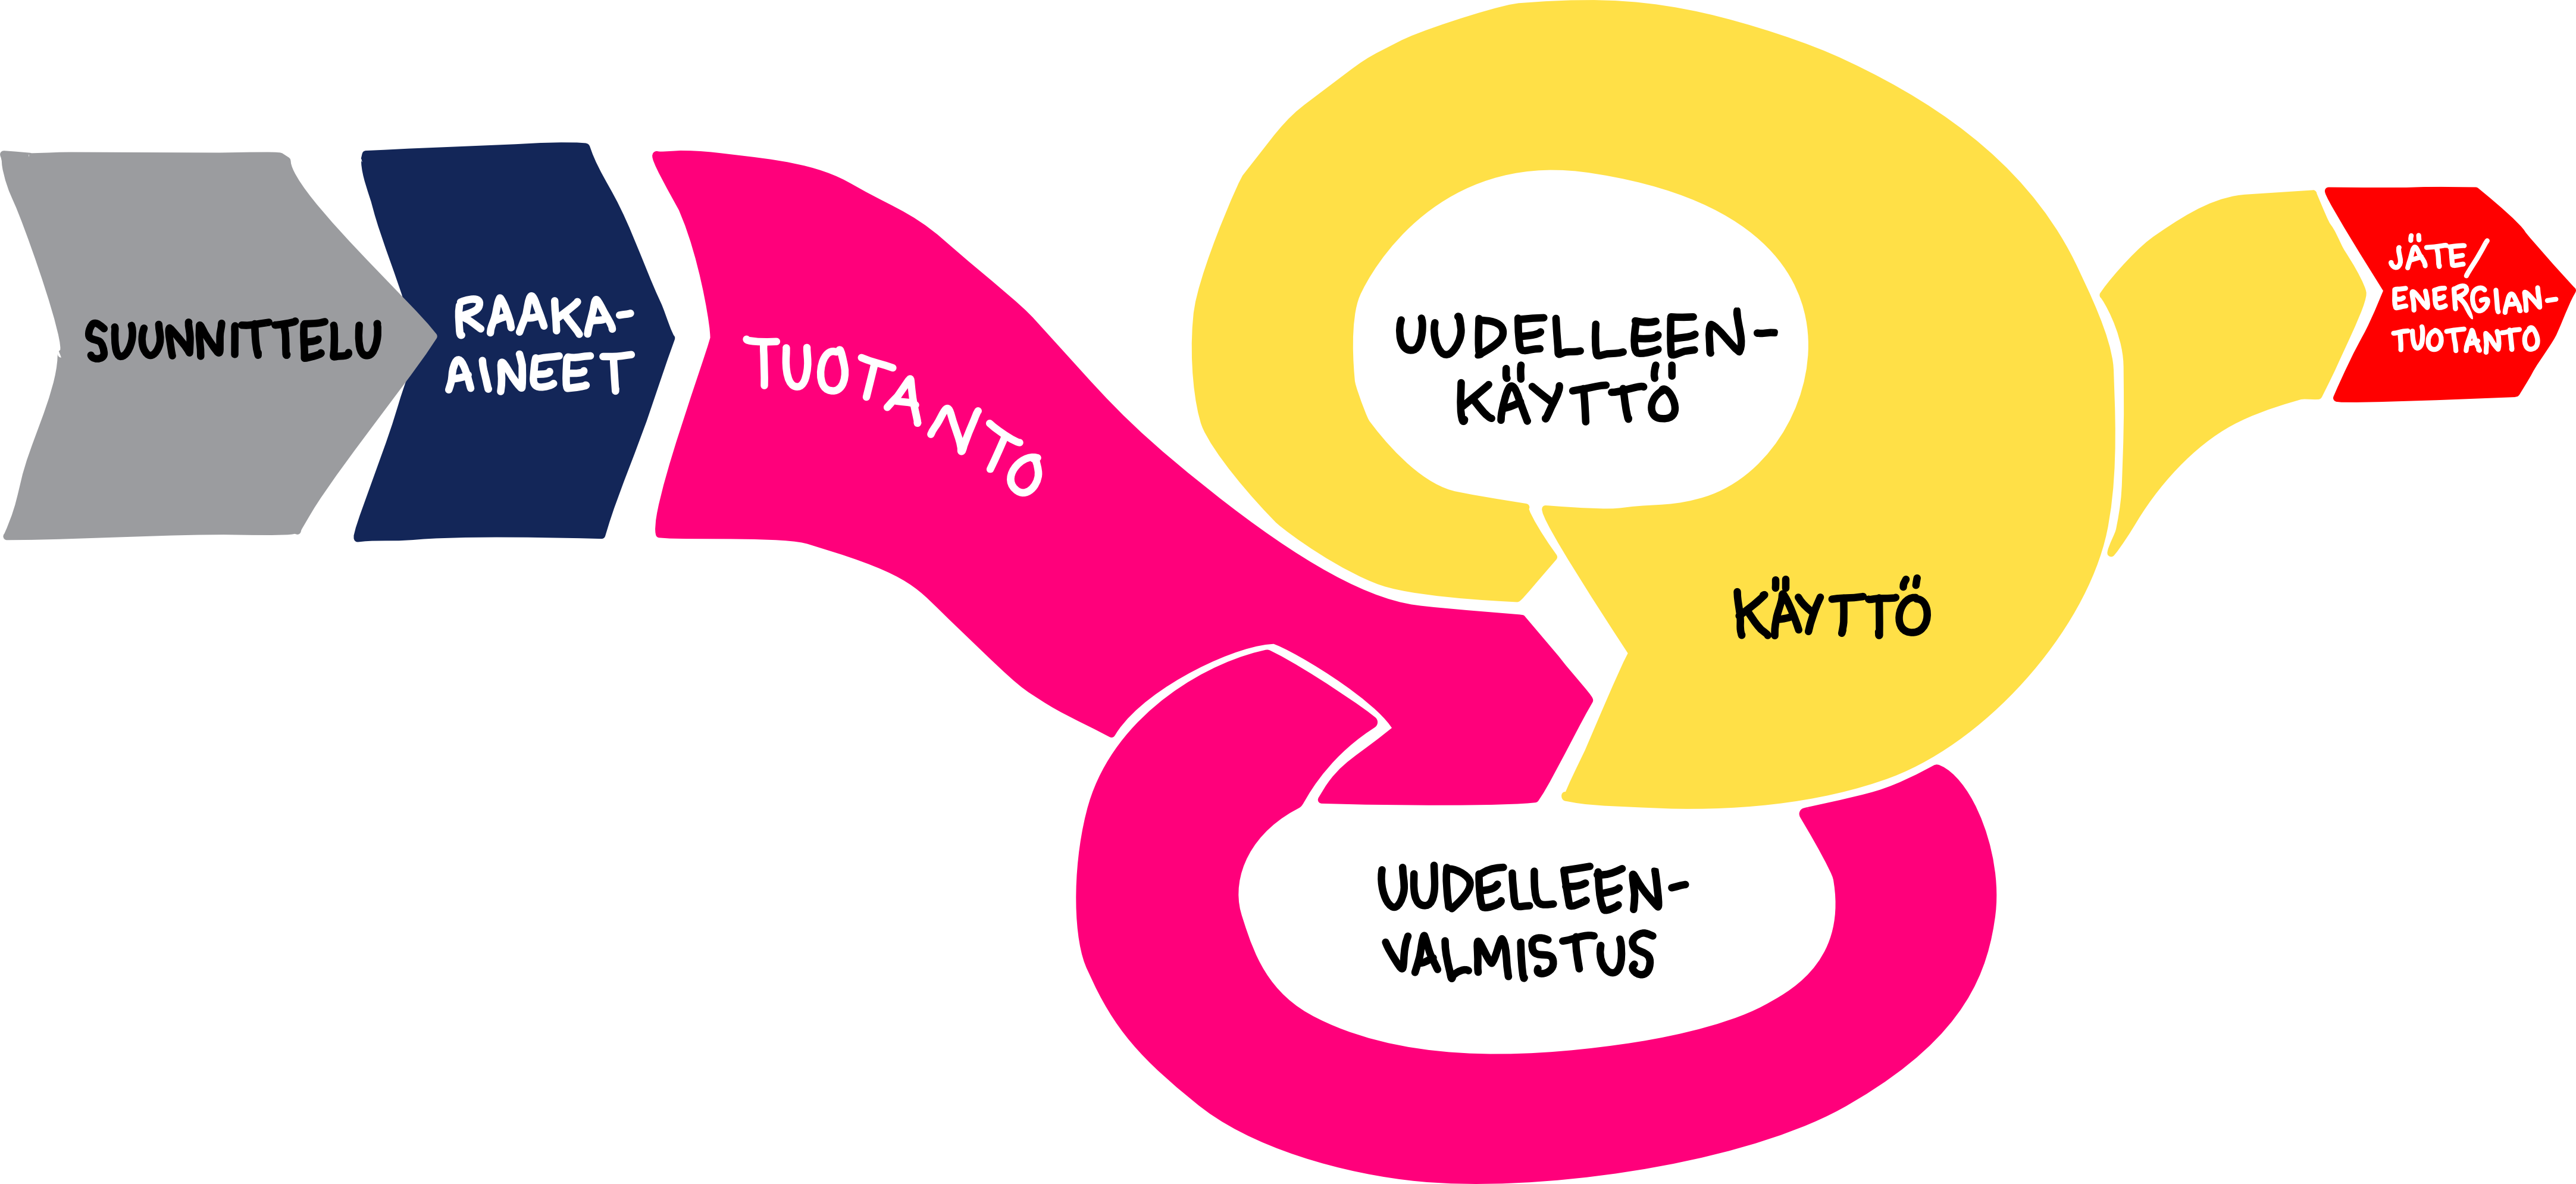 SUUNNITTELU
RAAKA-
AINEET
TUOTANTO
UUDELLEEN-
KÄYTTÖ
KÄYTTÖ
UUDELLEEN-
VALMISTUS
JÄTE/
ENERGIAN-
TUOTANTO